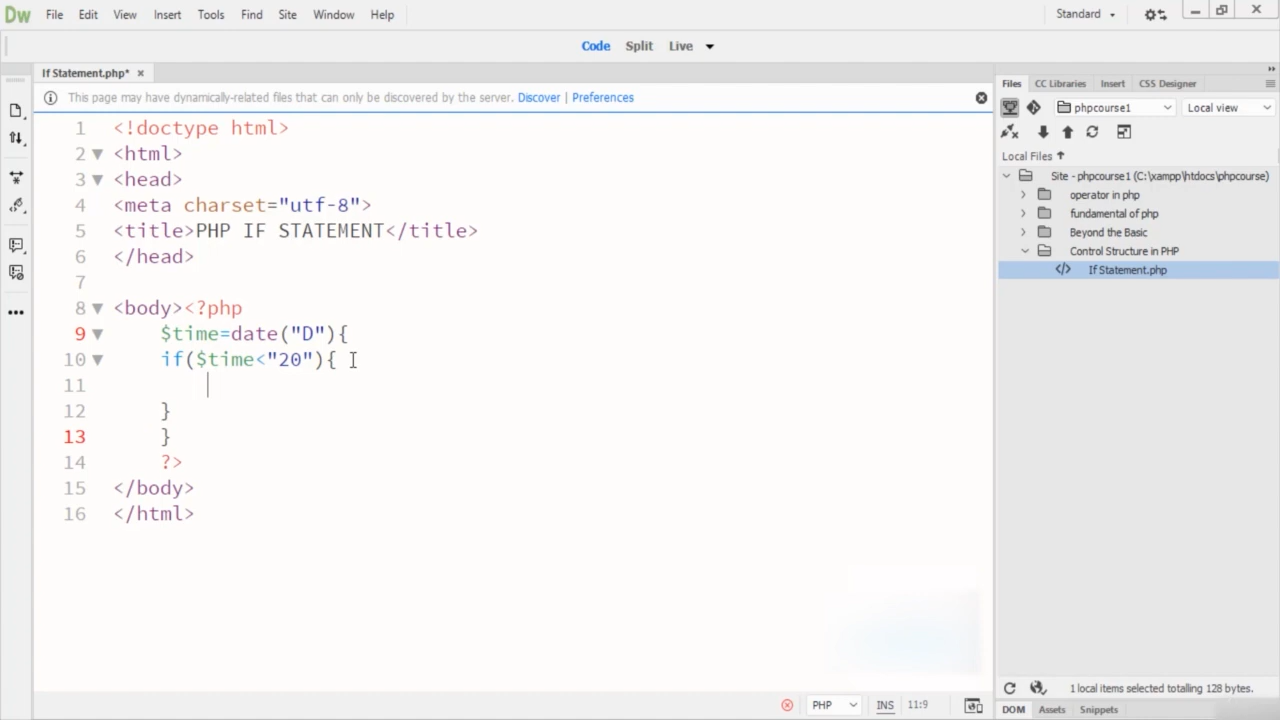 Dw File Edit View Insert Tools Find Site Window Help Standard
Code Split Live
If Statement.php* ×
This page may have dynamically-related files that can only be discovered by the server. Discover | Preferences
1 <!doctype html>
2 <html>
3 <head>
4 <meta charset="utf-8">
5 <title>PHP IF STATEMENT</title>
6 </head>
7
8 <body><?php
9 $time=date("D"){
10 if($time<"20"){
11
12 }
13 }
14 ?>
15 </body>
16 </html>
PHP INS 11:9
Files CC Libraries Insert CSS Designer
phpcourse1 Local view
Local Files
Site - phpcourse1 (C:\xampp\htdocs\phpcourse)
operator in php
fundamental of php
Beyond the Basic
Control Structure in PHP
</> If Statement.php
1 local items selected totalling 128 bytes.
DOM Assets Snippets